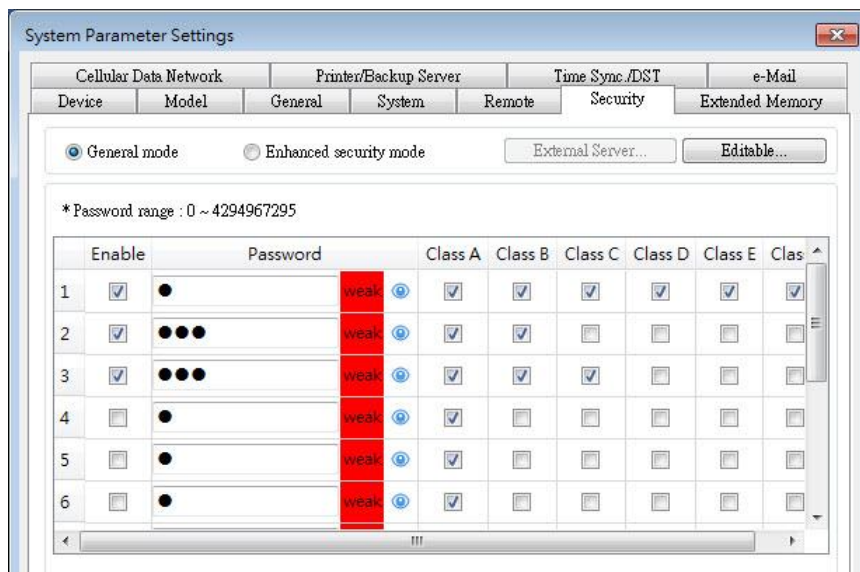 System Parameter Settings
Cellular Data Network Printer/Backup Server Time Sync./DST e-Mail
Device Model General System Remote Security Extended Memory
General mode Enhanced security mode External Server... Editable...
* Password range : 0 ~ 4294967295
Enable Password Class A Class B Class C Class D Class E Clas
1 weak
2 weak
3 weak
4 weak
5 weak
6 weak